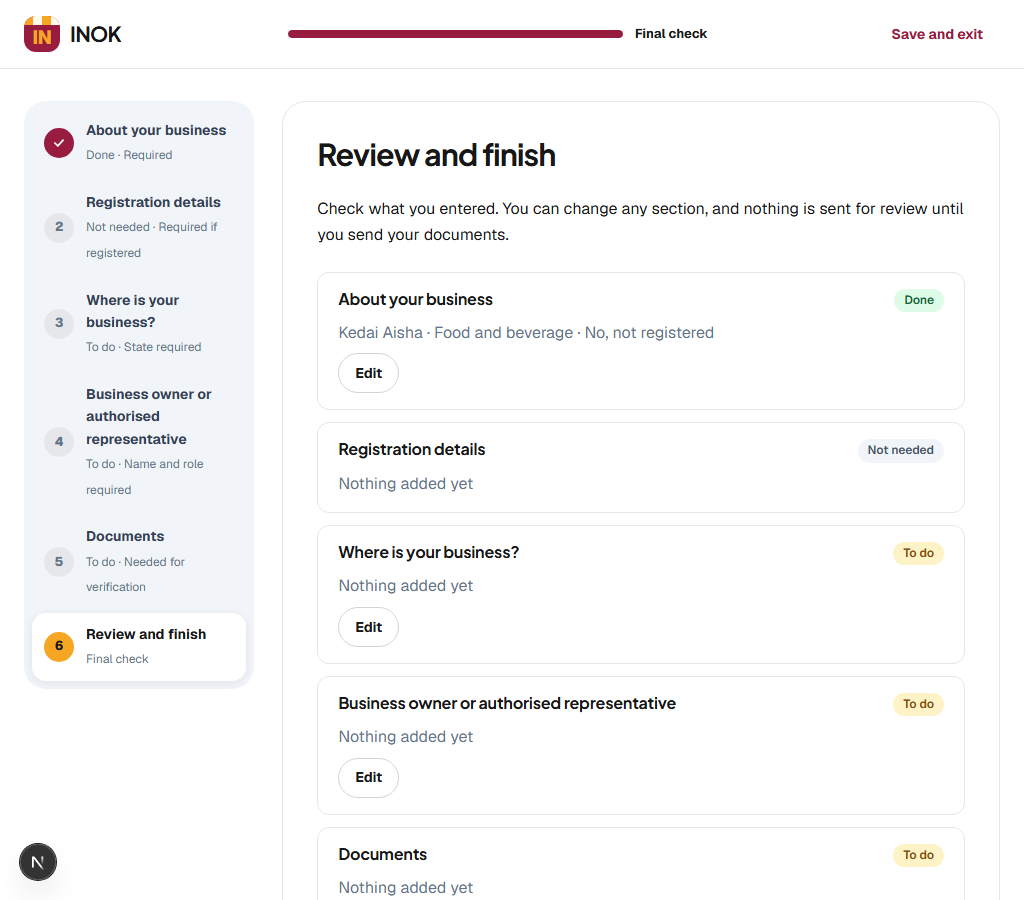 IN INOK
Final check
Save and exit
About your business
Done · Required
2
Registration details
Not needed · Required if
registered
3
Where is your
business?
To do · State required
4
Business owner or
authorised
representative
To do · Name and role
required
5
Documents
To do · Needed for
verification
6
Review and finish
Final check
N
Review and finish
Check what you entered. You can change any section, and nothing is sent for review until
you send your documents.
About your business
Done
Kedai Aisha · Food and beverage · No, not registered
Edit
Registration details
Not needed
Nothing added yet
Where is your business?
To do
Nothing added yet
Edit
Business owner or authorised representative
To do
Nothing added yet
Edit
Documents
To do
Nothing added yet